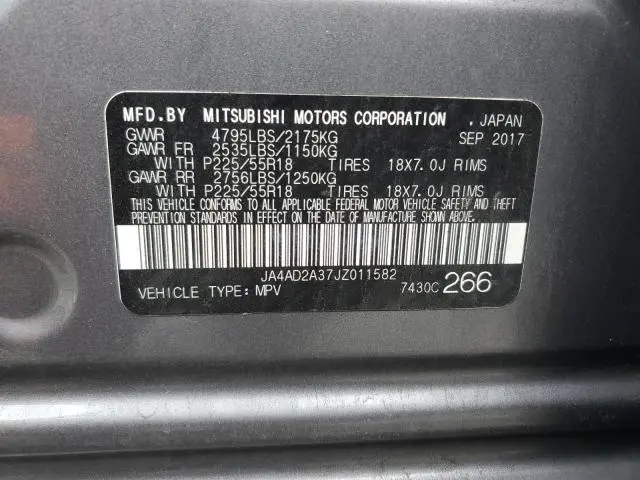 MFD.BY MITSUBISHI MOTORS CORPORATION , JAPAN
GVWR 4795LBS/2175KG SEP 2017
GAWR FR 2535LBS/1150KG
WITH P225/55R18 TIRES 18X7.0J RIMS
GAWR RR 2756LBS/1250KG
WITH P225/55R18 TIRES 18X7.0J RIMS
THIS VEHICLE CONFORMS TO ALL APPLICABLE FEDERAL MOTOR VEHICLE SAFETY AND THEFT
PREVENTION STANDARDS IN EFFECT ON THE DATE OF MANUFACTURE SHOWN ABOVE.
JA4AD2A37JZ011582
VEHICLE TYPE: MPV 7430C 266